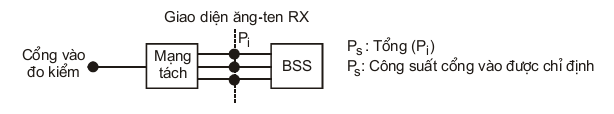 Giao diện ăng-ten RX
Pi
Cổng vào
đo kiểm
Mạng
tách
BSS
Ps: Tổng (Pi)
Ps: Công suất cổng vào được chỉ định